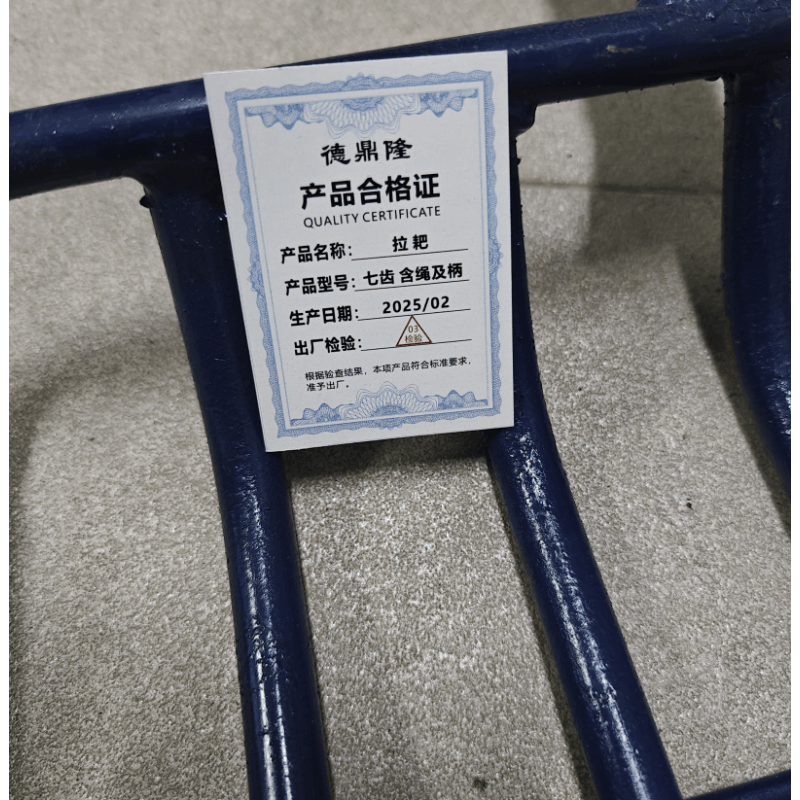 德鼎隆
产品合格证
QUALITY CERTIFICATE
产品名称： 拉耙
产品型号：七齿 含绳及柄
生产日期： 2025/02
出厂检验： 03
检验
根据验查结果，本项产品符合标准要求，
准予出厂。